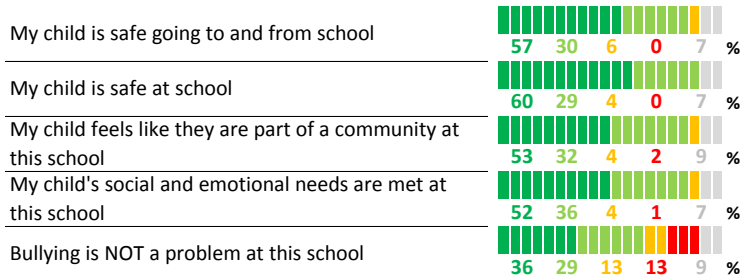 My child is safe going to and from school
57 30 6 0 7 %
My child is safe at school
60 29 4 0 7 %
My child feels like they are part of a community at
this school
53 32 4 2 9 %
My child's social and emotional needs are met at
this school
52 36 4 1 7 %
Bullying is NOT a problem at this school
36 29 13 13 9 %